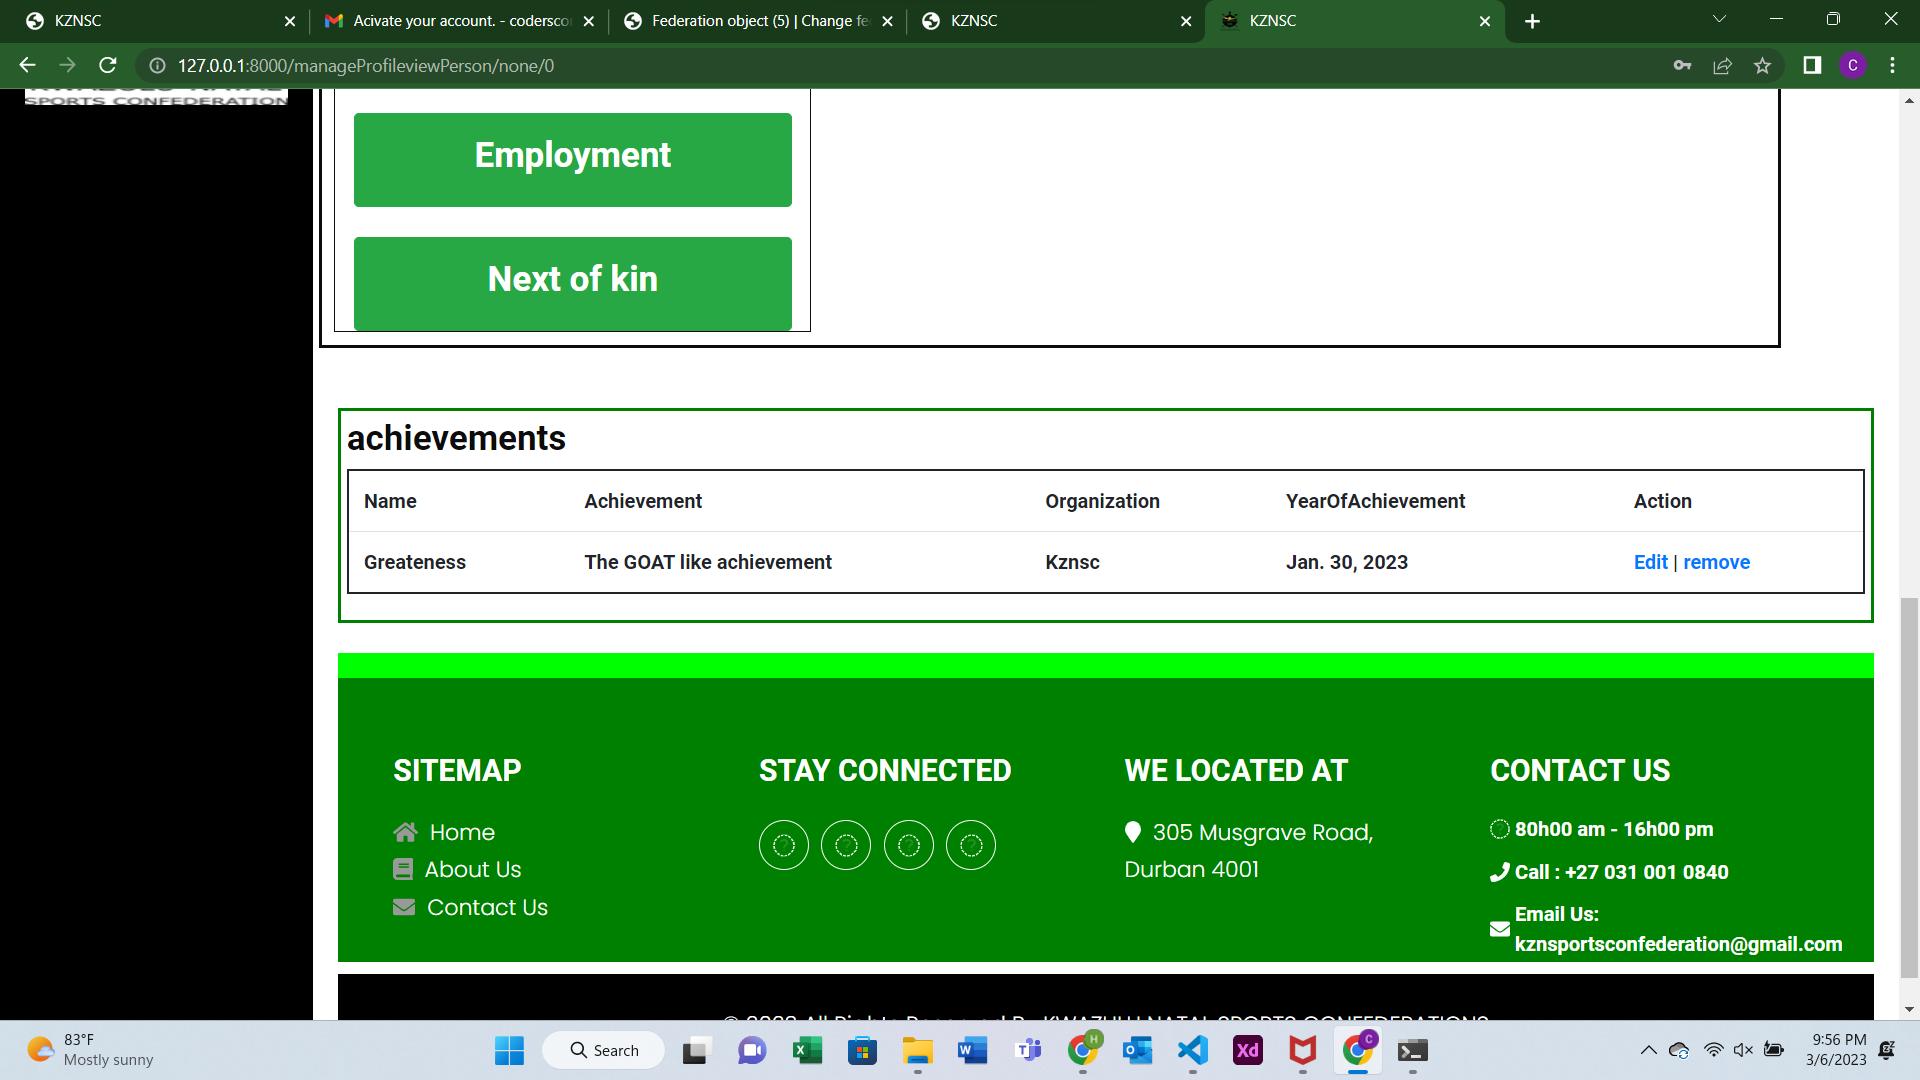 KZNSC
Acivate your account. - codersco
Federation object (5) | Change fe
KZNSC
KZNSC
127.0.0.1:8000/manageProfileviewPerson/none/0
C
SPORTS CONFEDERATION
Employment
Next of kin
achievements
Name Achievement Organization YearOfAchievement Action
Greateness The GOAT like achievement Kznsc Jan. 30, 2023 Edit | remove
SITEMAP
Home
About Us
Contact Us
STAY CONNECTED
WE LOCATED AT
305 Musgrave Road,
Durban 4001
CONTACT US
80h00 am - 16h00 pm
Call : +27 031 001 0840
Email Us:
kznsportsconfederation@gmail.com
83°F
Mostly sunny
Search
H
Xd
C
9:56 PM
3/6/2023